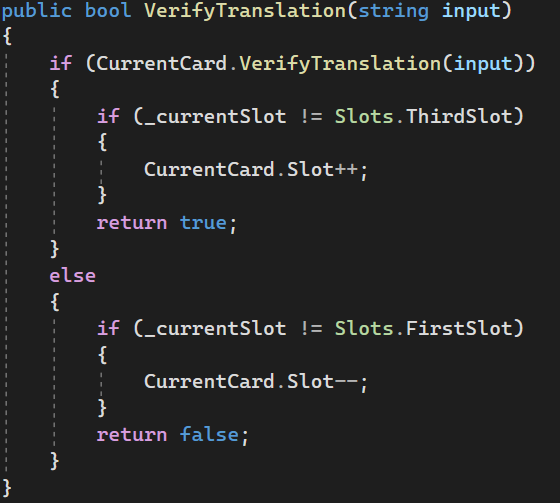 public bool VerifyTranslation(string input)
{
    if (CurrentCard.VerifyTranslation(input))
    {
        if (_currentSlot != Slots.ThirdSlot)
        {
            CurrentCard.Slot++;
        }
        return true;
    }
    else
    {
        if (_currentSlot != Slots.FirstSlot)
        {
            CurrentCard.Slot--;
        }
        return false;
    }
}